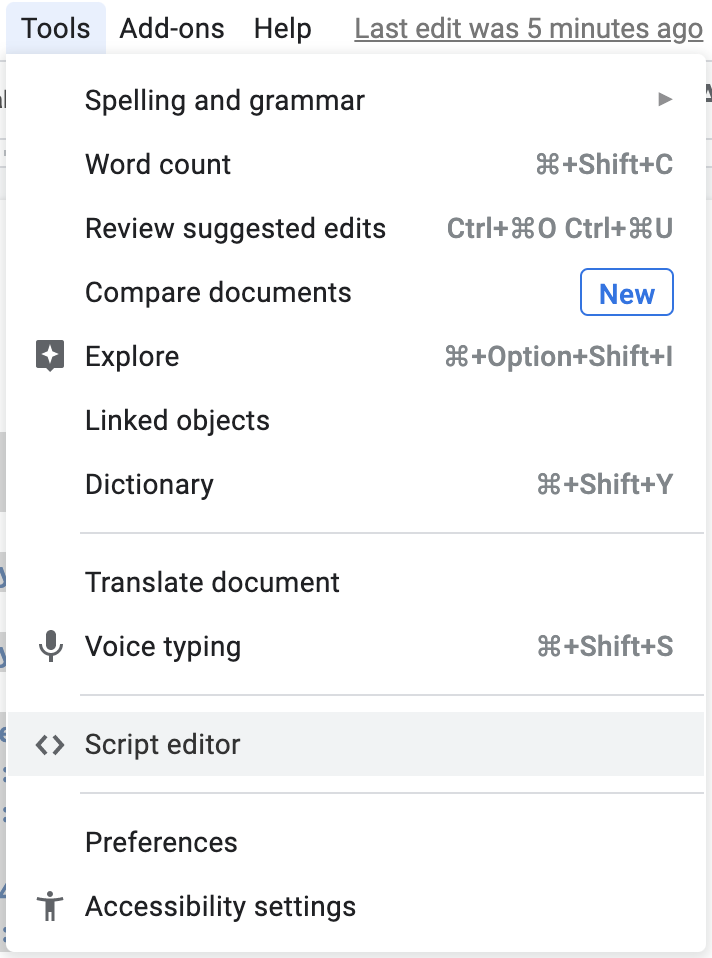 Tools Add-ons Help Last edit was 5 minutes ago
Spelling and grammar ►
Word count ⌘+Shift+C
Review suggested edits Ctrl+⌘O Ctrl+⌘U
Compare documents New
Explore ⌘+Option+Shift+I
Linked objects
Dictionary ⌘+Shift+Y
Translate document
Voice typing ⌘+Shift+S
Script editor
Preferences
Accessibility settings